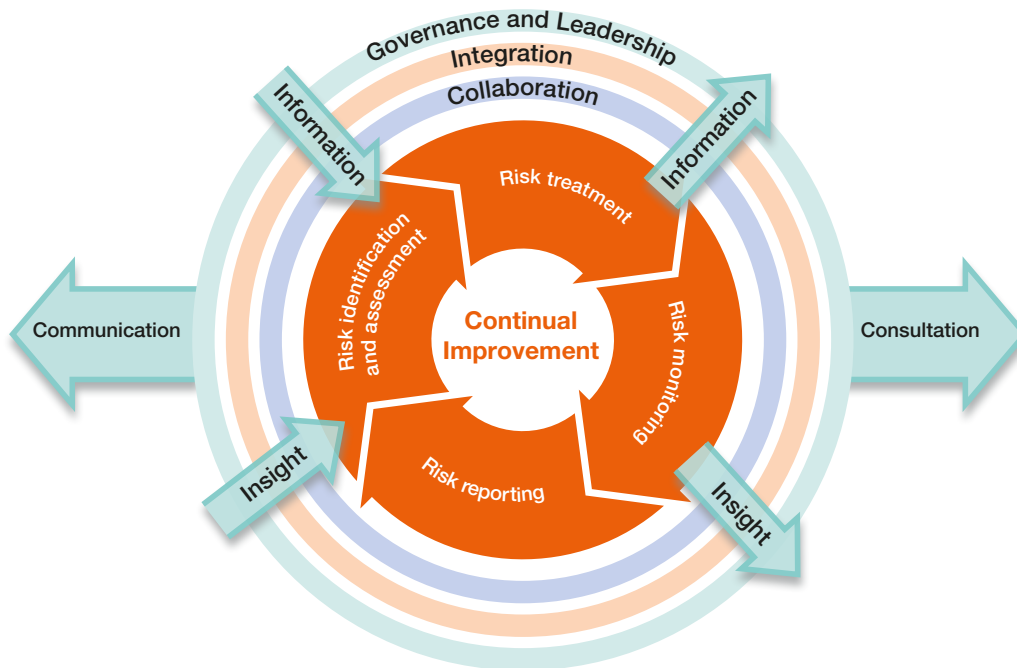 Governance and Leadership
Integration
Collaboration
Information
Information
Risk treatment
Risk identification
and assessment
Continual
Improvement
Risk monitoring
Risk reporting
Communication
Consultation
Insight
Insight